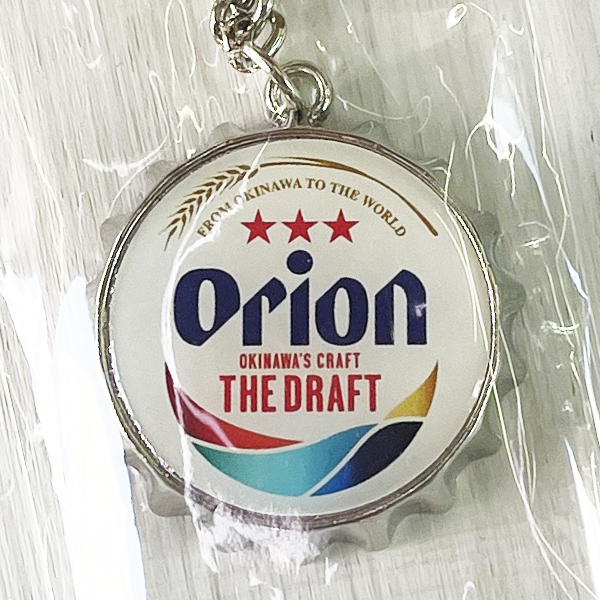 FROM OKINAWA TO THE WORLD
Orion
OKINAWA'S CRAFT
THE DRAFT